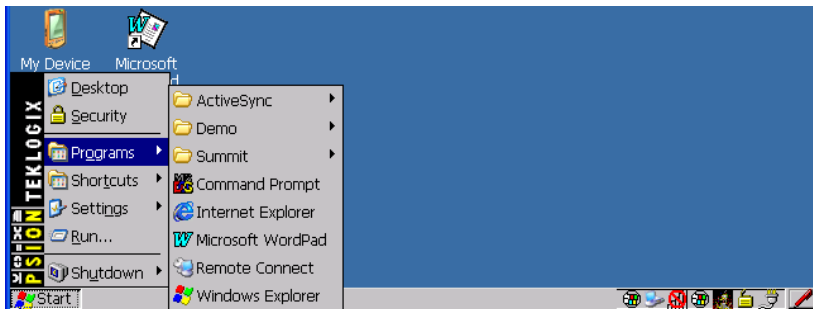 My Device
Microsoft
Desktop
Security
Programs
Shortcuts
Settings
Run...
Shutdown
PSION TEKLOGIX
ActiveSync
Demo
Summit
Command Prompt
Internet Explorer
Microsoft WordPad
Remote Connect
Windows Explorer
Start